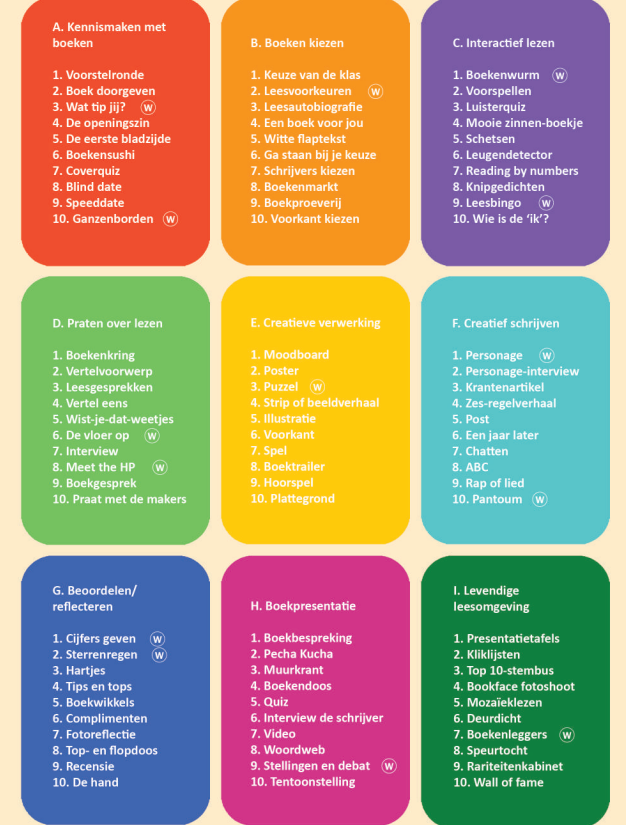 A. Kennismaken met
boeken
1. Voorstelronde
2. Boek doorgeven
3. Wat tip jij? W
4. De openingszin
5. De eerste bladzijde
6. Boekensushi
7. Coverquiz
8. Blind date
9. Speeddate
10. Ganzenborden W
B. Boeken kiezen
1. Keuze van de klas
2. Leesvoorkeuren W
3. Leesautobiografie
4. Een boek voor jou
5. Witte flaptekst
6. Ga staan bij je keuze
7. Schrijvers kiezen
8. Boekenmarkt
9. Boekproeverij
10. Voorkant kiezen
C. Interactief lezen
1. Boekenwurm W
2. Voorspellen
3. Luisterquiz
4. Mooie zinnen-boekje
5. Schetsen
6. Leugendetector
7. Reading by numbers
8. Knipgedichten
9. Leesbingo W
10. Wie is de ‘ik’?
D. Praten over lezen
1. Boekenkring
2. Vertelvoorwerp
3. Leesgesprekken
4. Vertel eens
5. Wist-je-dat-weetjes
6. De vloer op W
7. Interview
8. Meet the HP W
9. Boekgesprek
10. Praat met de makers
E. Creatieve verwerking
1. Moodboard
2. Poster
3. Puzzel W
4. Strip of beeldverhaal
5. Illustratie
6. Voorkant
7. Spel
8. Boektrailer
9. Hoorspel
10. Plattegrond
F. Creatief schrijven
1. Personage W
2. Personage-interview
3. Krantenartikel
4. Zes-regelverhaal
5. Post
6. Een jaar later
7. Chatten
8. ABC
9. Rap of lied
10. Pantoum W
G. Beoordelen/
reflecteren
1. Cijfers geven W
2. Sterrenregen W
3. Hartjes
4. Tips en tops
5. Boekwikkels
6. Complimenten
7. Fotoreflectie
8. Top- en flopdoos
9. Recensie
10. De hand
H. Boekpresentatie
1. Boekbespreking
2. Pecha Kucha
3. Muurkrant
4. Boekendoos
5. Quiz
6. Interview de schrijver
7. Video
8. Woordweb
9. Stellingen en debat W
10. Tentoonstelling
I. Levendige
leesomgeving
1. Presentatietafels
2. Kliklijsten
3. Top 10-stembus
4. Bookface fotoshoot
5. Mozaïeklezen
6. Deurdicht
7. Boekenleggers W
8. Speurtocht
9. Rariteitenkabinet
10. Wall of fame